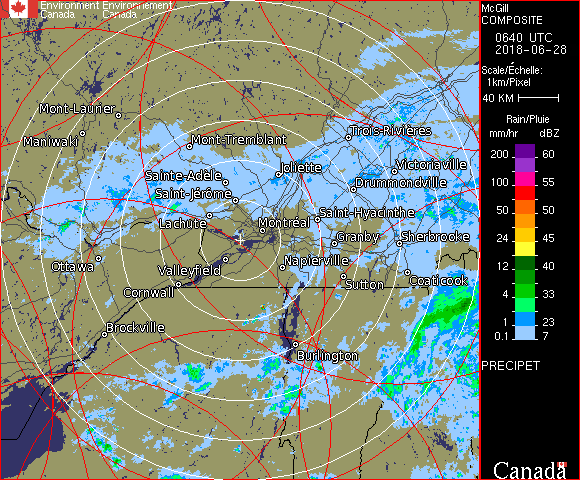 Environment Environnement
Canada Canada
McGill
COMPOSITE
0640 UTC
2018-06-28
Scale/Échelle:
1km/Pixel
40 KM
Rain/Pluie
mm/hr dBZ
200 60
100 55
50 50
24 45
12 40
4 33
1 23
0.1 7
PRECIPET
Canada
Mont-Laurier
Maniwaki
Mont-Tremblant
Trois-Rivières
Sainte-Adèle
Joliette
Victoriaville
Saint-Jérôme
Drummondville
Lachute
Montréal
Saint-Hyacinthe
Granby
Sherbrooke
Ottawa
Valleyfield
Napierville
Cornwall
Sutton
Coaticook
Brockville
Burlington